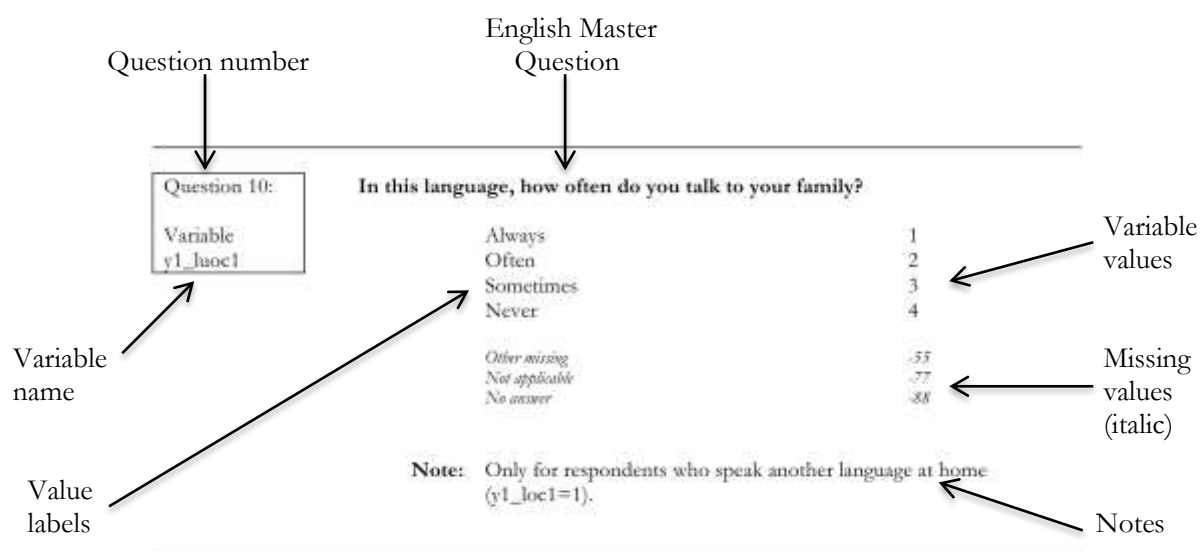 English Master
Question
Question number
Question 10:
Variable
y1_luoc1
In this language, how often do you talk to your family?
Always 1
Often 2
Sometimes 3
Never 4
Other missing -55
Not applicable -77
No answer -88
Note: Only for respondents who speak another language at home
(y1_loc1=1).
Variable
name
Value
labels
Variable
values
Missing
values
(italic)
Notes